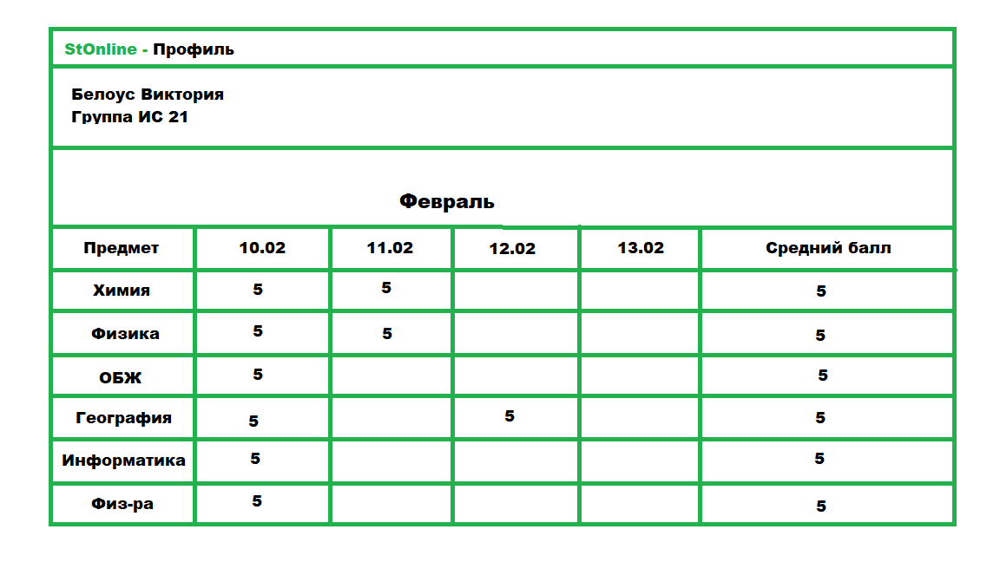 StOnline - Профиль
Белоус Виктория
Группа ИС 21
Февраль
Предмет 10.02 11.02 12.02 13.02 Средний балл
Химия 5 5 5
Физика 5 5 5
ОБЖ 5 5
География 5 5 5
Информатика 5 5
Физ-ра 5 5